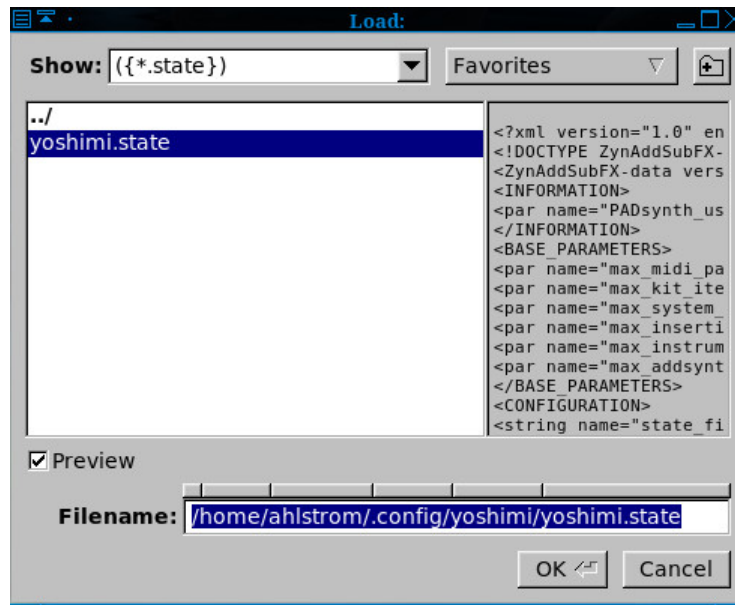 Load:
Show: ({*.state})
Favorites
../
yoshimi.state
<?xml version="1.0" en
<!DOCTYPE ZynAddSubFX-
<ZynAddSubFX-data vers
<INFORMATION>
<par name="PADsynth_us
</INFORMATION>
<BASE_PARAMETERS>
<par name="max_midi_pa
<par name="max_kit_ite
<par name="max_system_
<par name="max_inserti
<par name="max_instrum
<par name="max_addsynt
</BASE_PARAMETERS>
<CONFIGURATION>
<string name="state_fi
Preview
Filename: /home/ahlstrom/.config/yoshimi/yoshimi.state
OK
Cancel